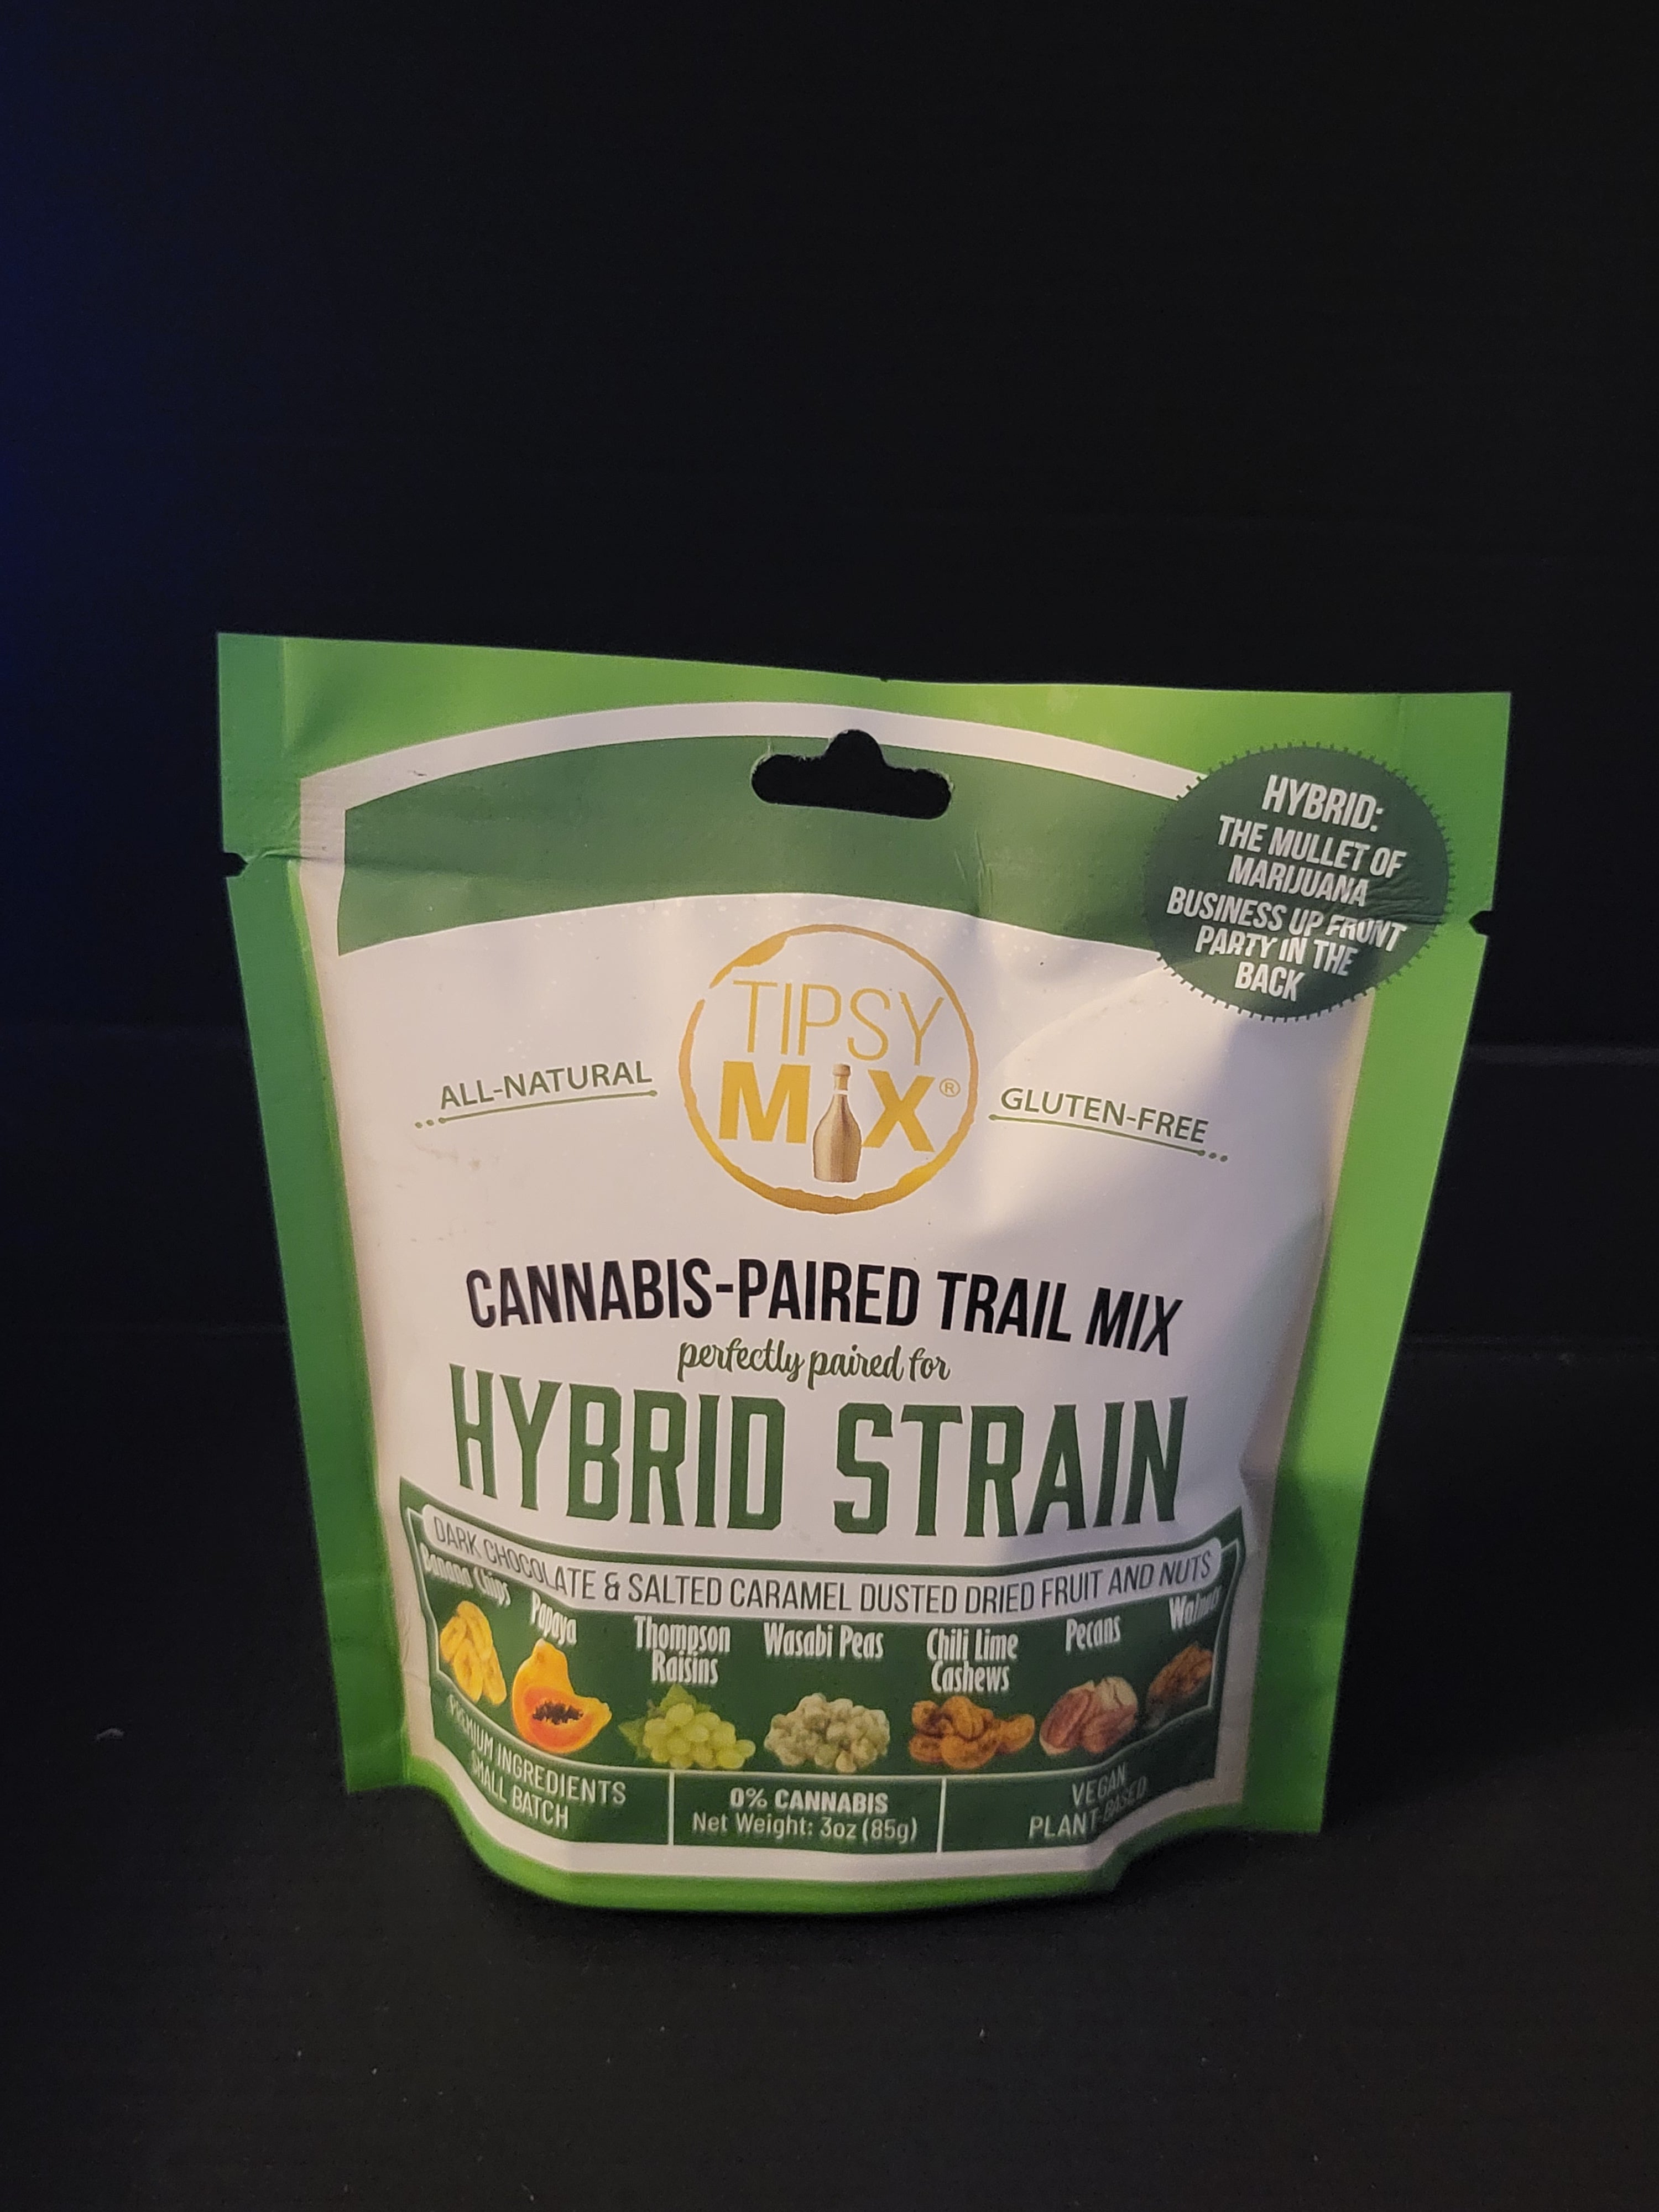 HYBRID:
THE MULLET OF
MARIJUANA
BUSINESS UP FRONT
PARTY IN THE
BACK
TIPSY
MIX®
ALL-NATURAL
GLUTEN-FREE
CANNABIS-PAIRED TRAIL MIX
perfectly paired for
HYBRID STRAIN
DARK CHOCOLATE & SALTED CARAMEL DUSTED DRIED FRUIT AND NUTS
Banana Chips
Papaya
Thompson
Raisins
Wasabi Peas
Chili Lime
Cashews
Pecans
Walnuts
PREMIUM INGREDIENTS
SMALL BATCH
0% CANNABIS
Net Weight: 3oz (85g)
VEGAN
PLANT-BASED